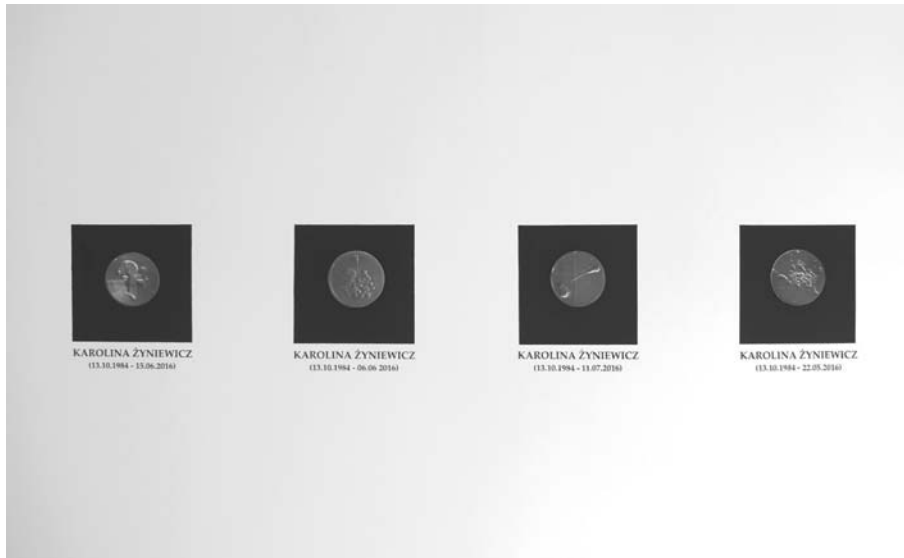 KAROLINA ŻYNIEWICZ
(13.10.1984 - 15.06.2016)
KAROLINA ŻYNIEWICZ
(13.10.1984 - 06.06 2016)
KAROLINA ŻYNIEWICZ
(13.10.1984 - 11.07.2016)
KAROLINA ŻYNIEWICZ
(13.10.1984 - 22.05.2016)